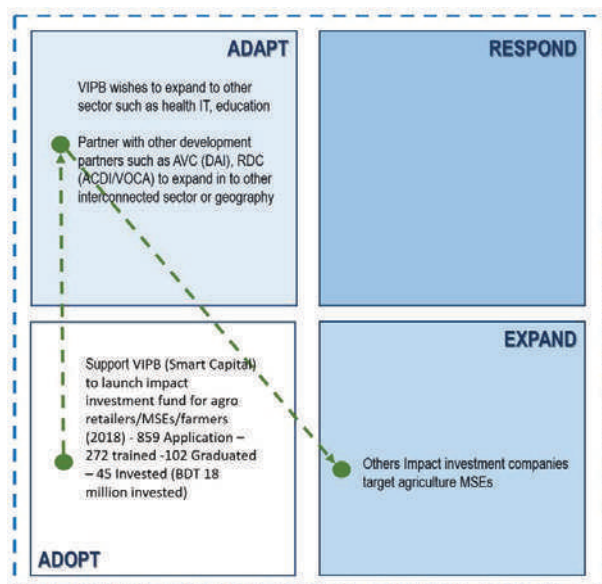 ADAPT
VIPB wishes to expand to other
sector such as health IT, education
Partner with other development
partners such as AVC (DAI), RDC
(ACDI/VOCA) to expand in to other
interconnected sector or geography
RESPOND
Support VIPB (Smart Capital)
to launch impact
investment fund for agro
retailers/MSEs/farmers
(2018) - 859 Application –
272 trained -102 Graduated
– 45 Invested (BDT 18
million invested)
ADOPT
EXPAND
Others Impact investment companies
target agriculture MSEs